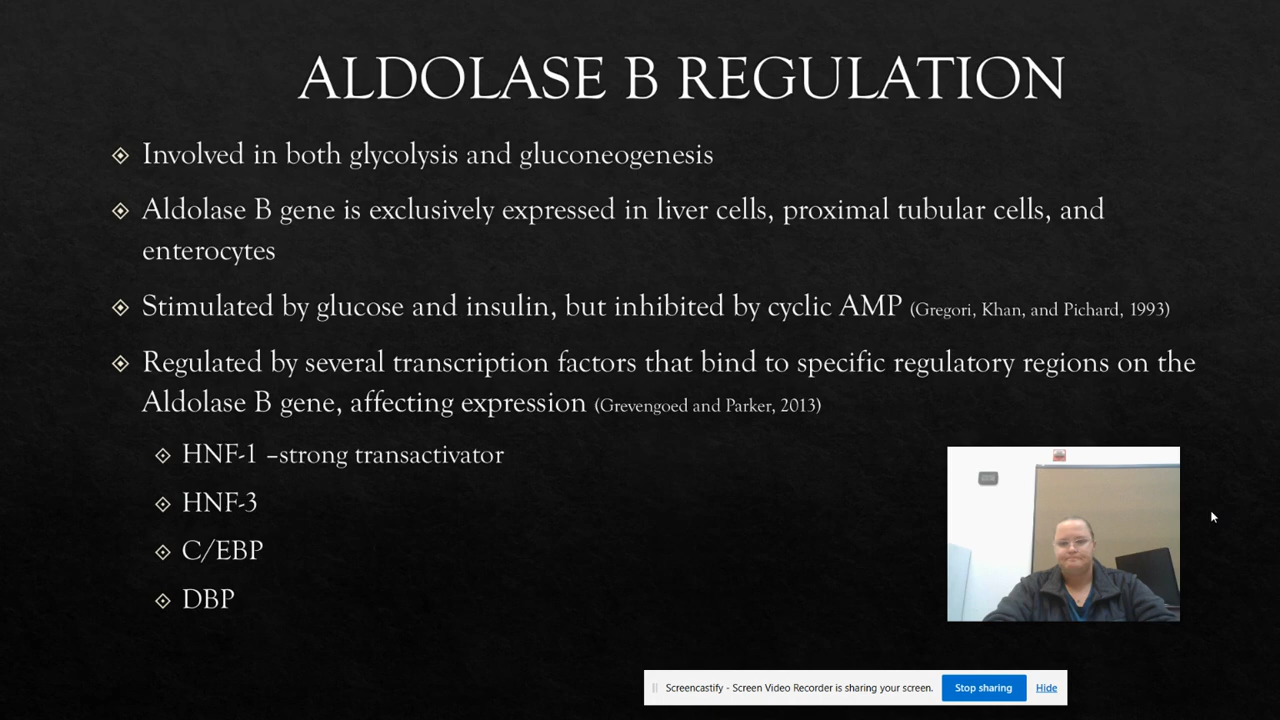 ALDOLASE B REGULATION
Involved in both glycolysis and gluconeogenesis
Aldolase B gene is exclusively expressed in liver cells, proximal tubular cells, and
enterocytes
Stimulated by glucose and insulin, but inhibited by cyclic AMP (Gregori, Khan, and Pichard, 1993)
Regulated by several transcription factors that bind to specific regulatory regions on the
Aldolase B gene, affecting expression (Grevengoed and Parker, 2013)
HNF-1 –strong transactivator
HNF-3
C/EBP
DBP
Screencastify - Screen Video Recorder is sharing your screen. Stop sharing Hide